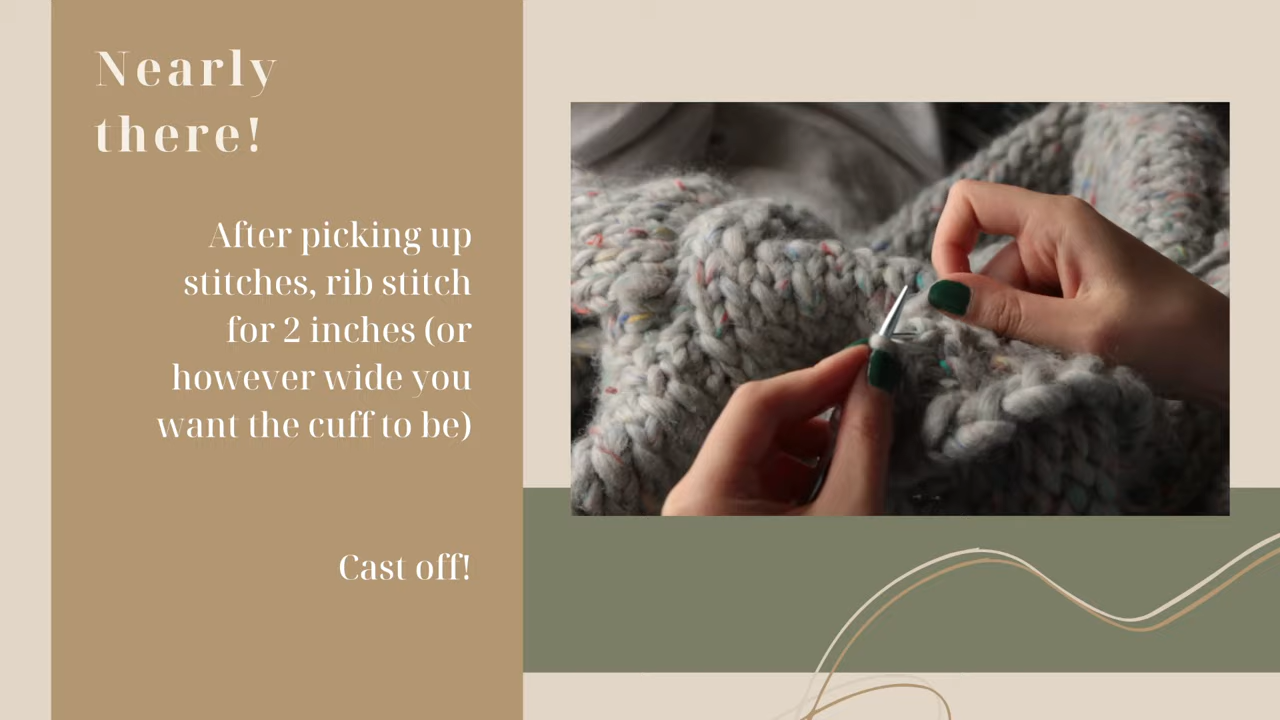 Nearly
there!
After picking up
stitches, rib stitch
for 2 inches (or
however wide you
want the cuff to be)
Cast off!